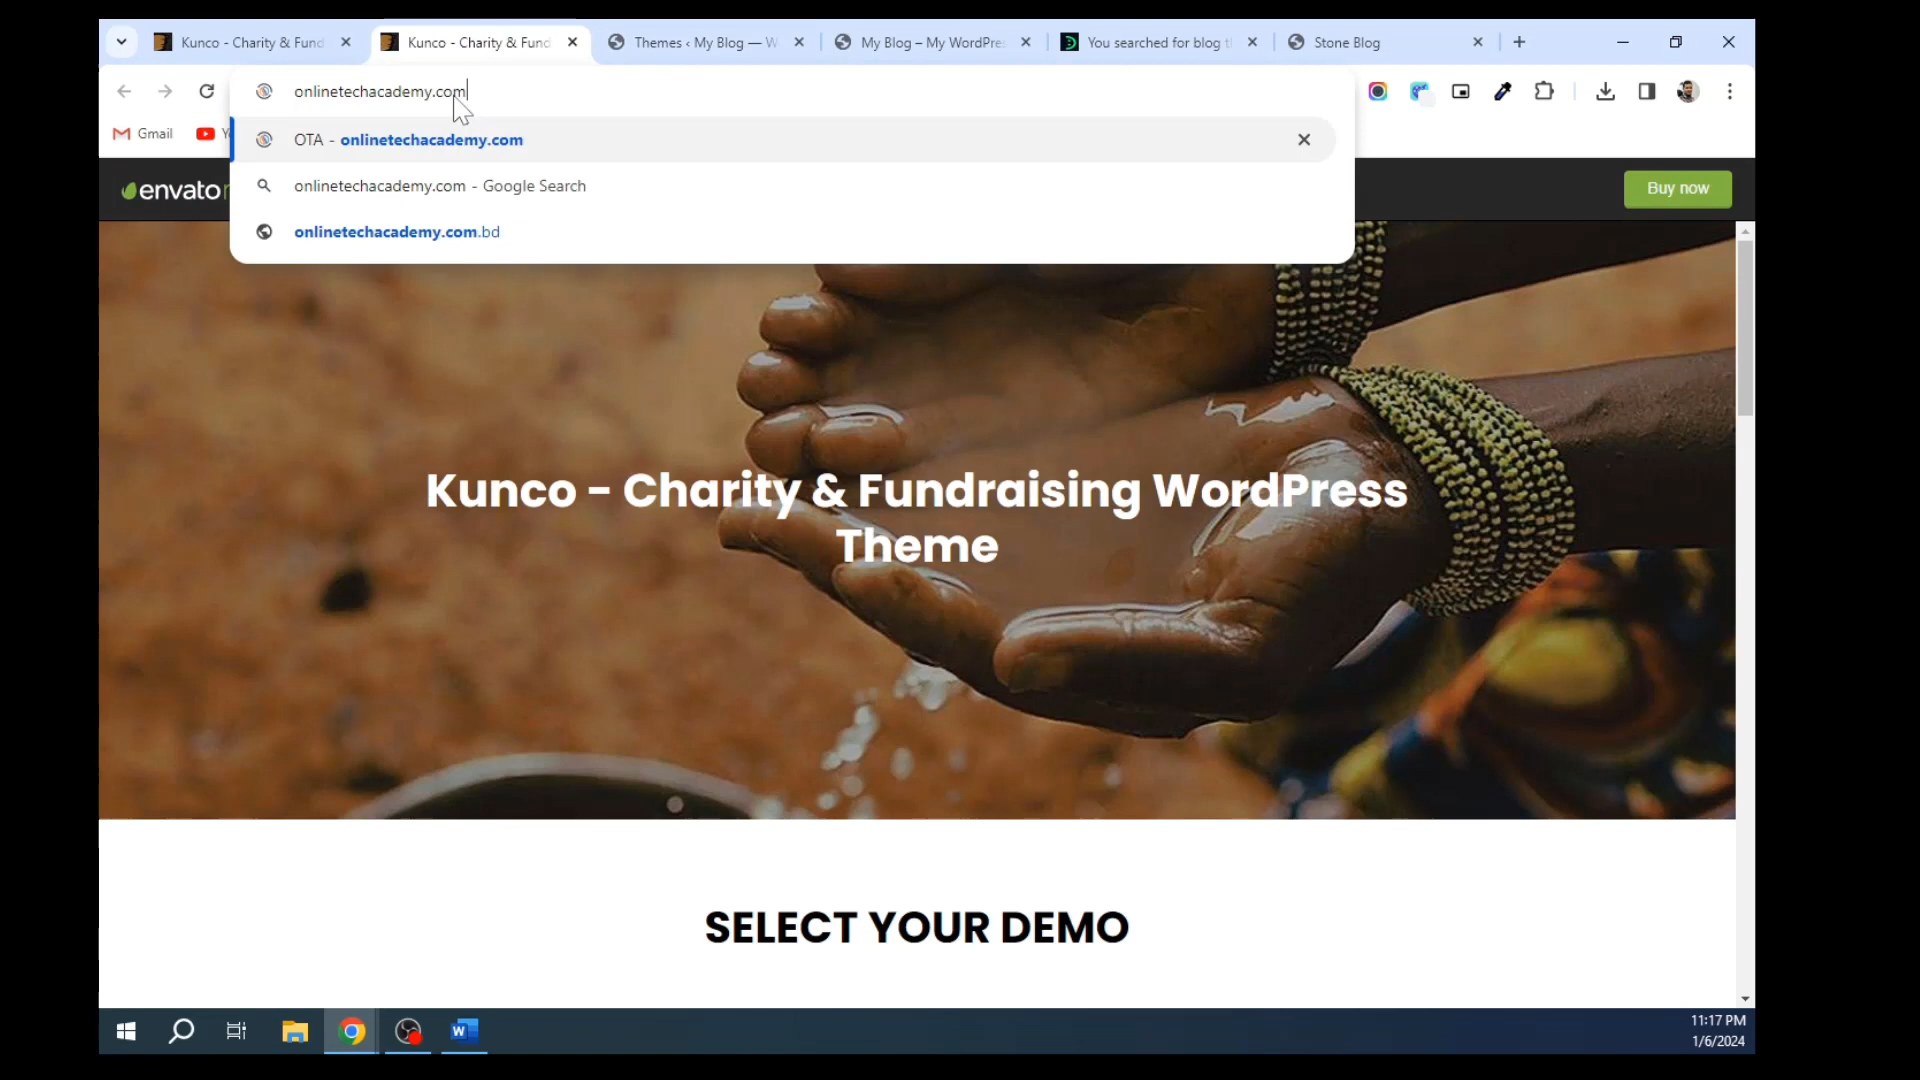 Kunco - Charity & Fund
Kunco - Charity & Fund
Themes ‹ My Blog — W
My Blog – My WordPre
You searched for blog t
Stone Blog
onlinetechacademy.com
Gmail
OTA - onlinetechacademy.com
onlinetechacademy.com - Google Search
onlinetechacademy.com.bd
envato
Buy now
Kunco - Charity & Fundraising WordPress
Theme
SELECT YOUR DEMO
11:17 PM
1/6/2024